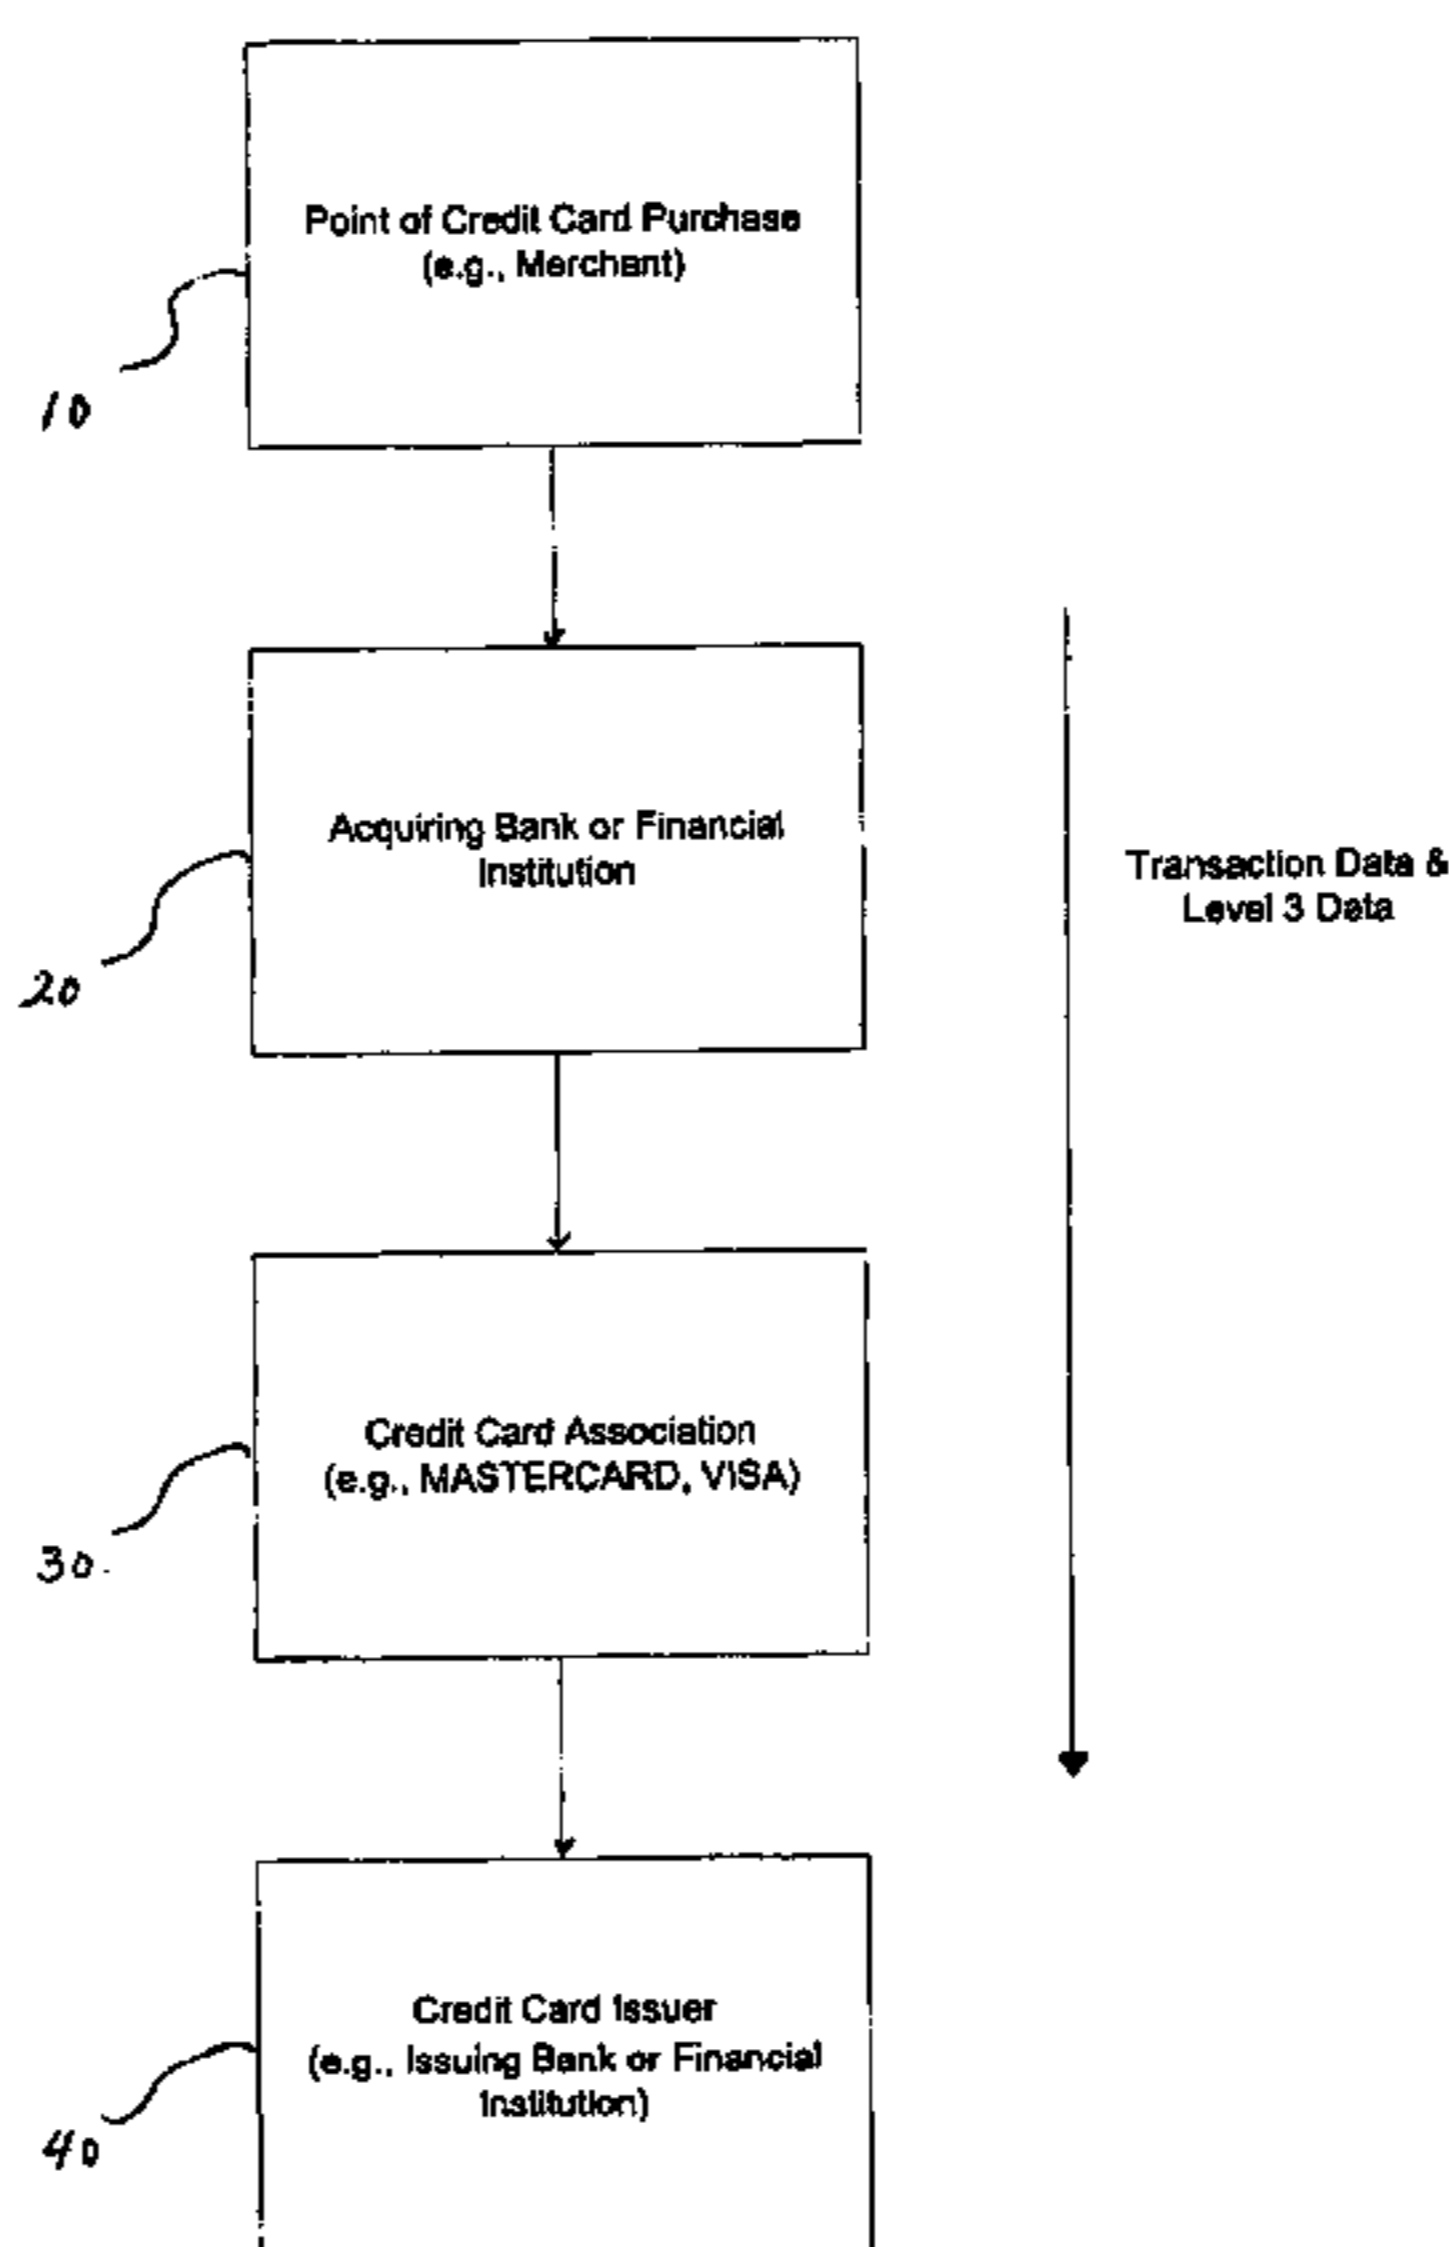 Point of Credit Card Purchase
(e.g., Merchant)
10
Acquiring Bank or Financial
Institution
20
Transaction Data &
Level 3 Data
Credit Card Association
(e.g., MASTERCARD, VISA)
30
Credit Card Issuer
(e.g., Issuing Bank or Financial
Institution)
40